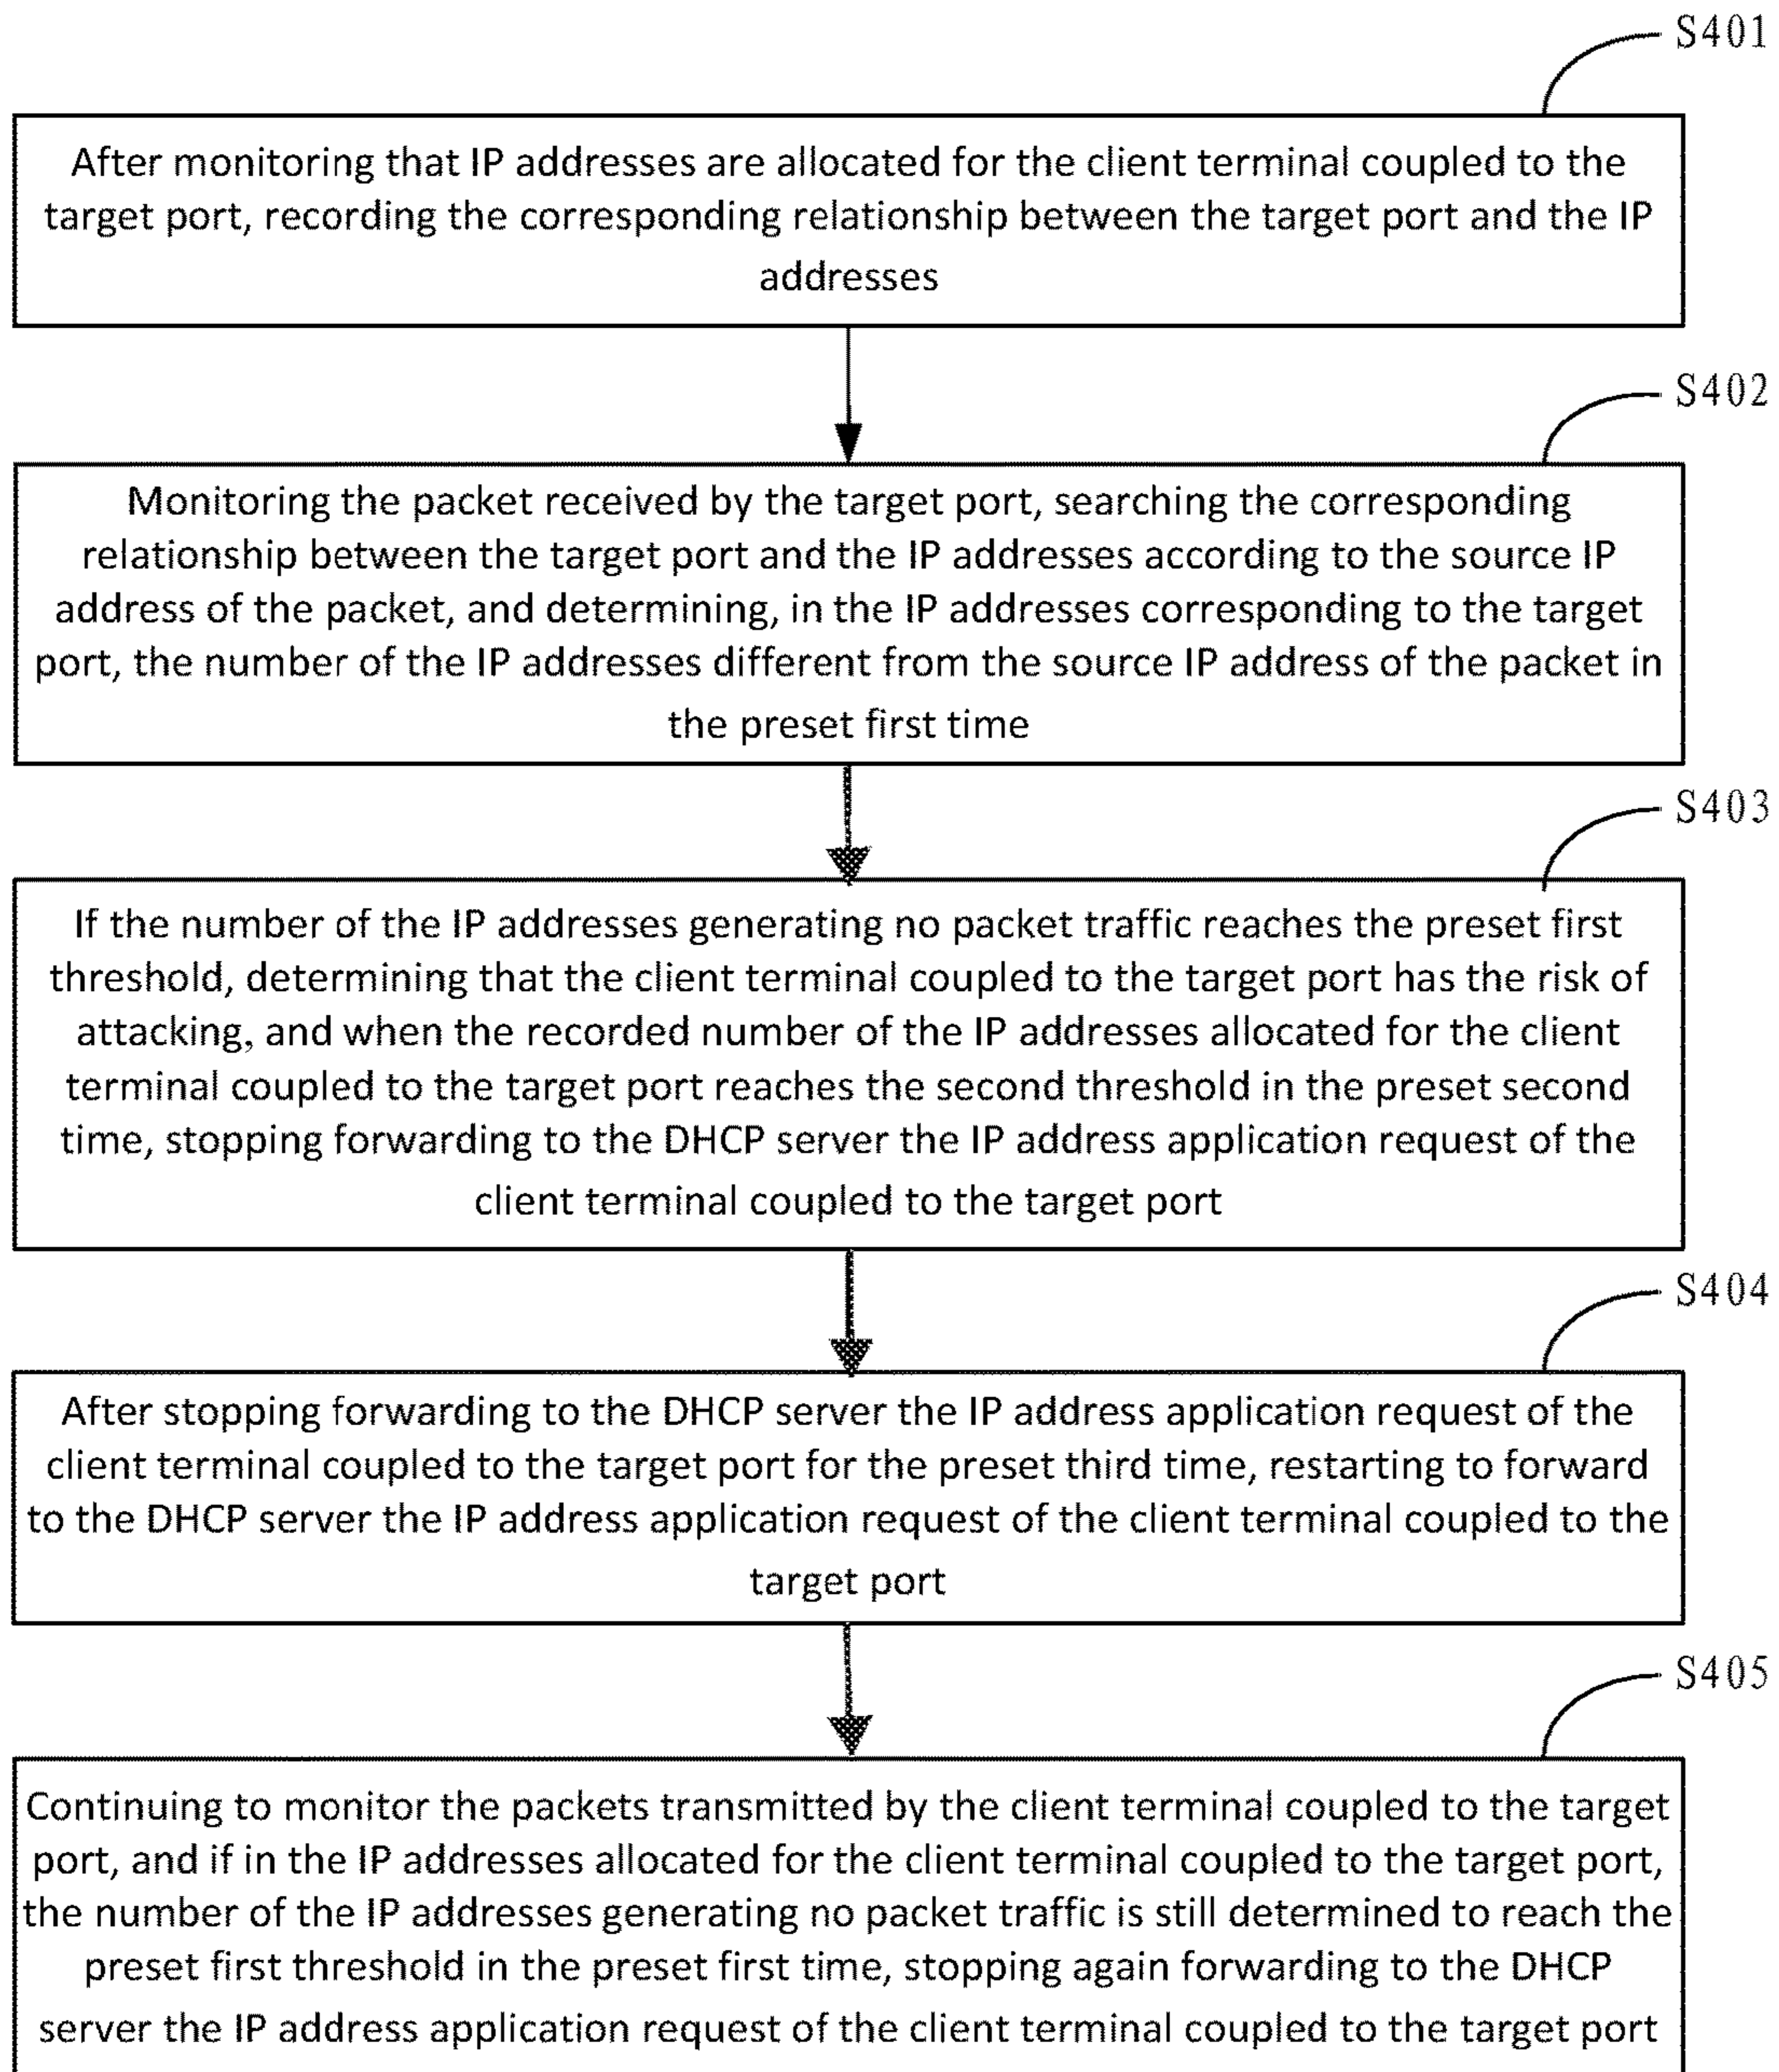 S401
After monitoring that IP addresses are allocated for the client terminal coupled to the
target port, recording the corresponding relationship between the target port and the IP
addresses
S402
Monitoring the packet received by the target port, searching the corresponding
relationship between the target port and the IP addresses according to the source IP
address of the packet, and determining, in the IP addresses corresponding to the target
port, the number of the IP addresses different from the source IP address of the packet in
the preset first time
S403
If the number of the IP addresses generating no packet traffic reaches the preset first
threshold, determining that the client terminal coupled to the target port has the risk of
attacking, and when the recorded number of the IP addresses allocated for the client
terminal coupled to the target port reaches the second threshold in the preset second
time, stopping forwarding to the DHCP server the IP address application request of the
client terminal coupled to the target port
S404
After stopping forwarding to the DHCP server the IP address application request of the
client terminal coupled to the target port for the preset third time, restarting to forward
to the DHCP server the IP address application request of the client terminal coupled to the
target port
S405
Continuing to monitor the packets transmitted by the client terminal coupled to the target
port, and if in the IP addresses allocated for the client terminal coupled to the target port,
the number of the IP addresses generating no packet traffic is still determined to reach the
preset first threshold in the preset first time, stopping again forwarding to the DHCP
server the IP address application request of the client terminal coupled to the target port